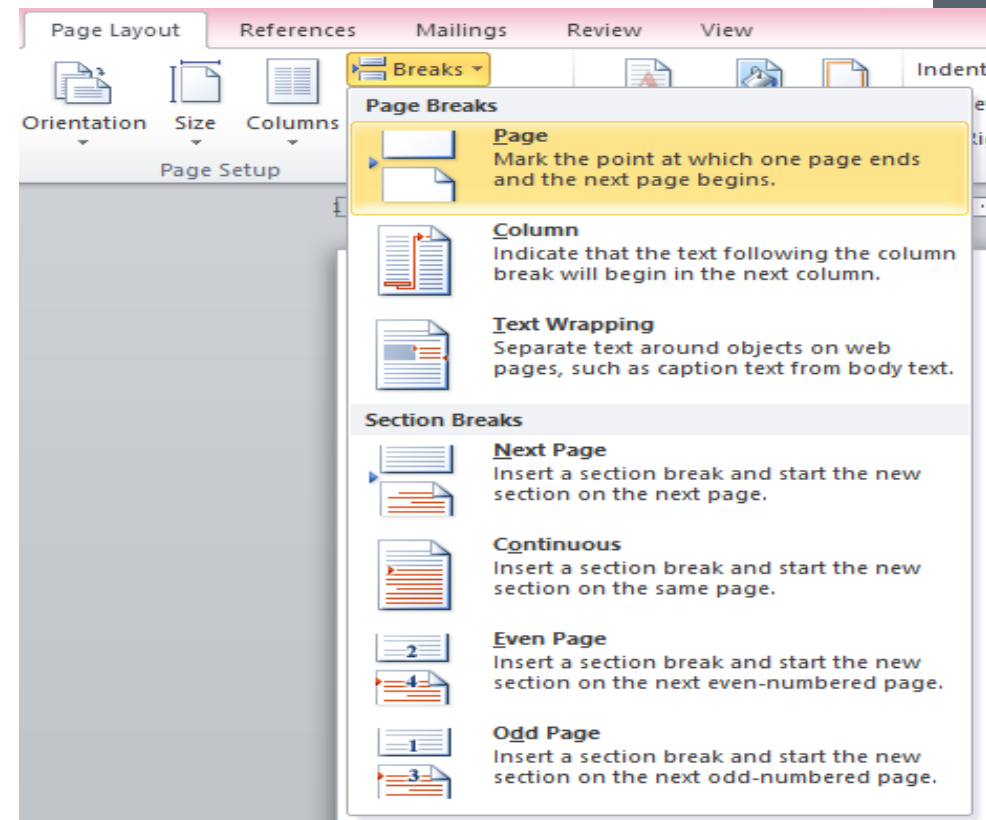 Page Layout References Mailings Review View
Breaks
Indent
Orientation Size Columns
Page Setup
Page Breaks
Page
Mark the point at which one page ends
and the next page begins.
Column
Indicate that the text following the column
break will begin in the next column.
Text Wrapping
Separate text around objects on web
pages, such as caption text from body text.
Section Breaks
Next Page
Insert a section break and start the new
section on the next page.
Continuous
Insert a section break and start the new
section on the same page.
2
4
Even Page
Insert a section break and start the new
section on the next even-numbered page.
1
3
Odd Page
Insert a section break and start the new
section on the next odd-numbered page.